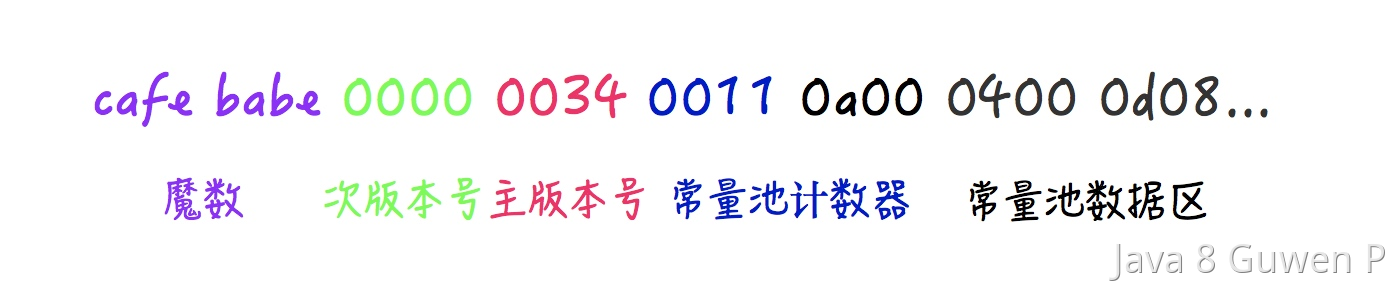 cafe babe 0000 0034 0011 0a00 0400 0d08...
魔数 次版本号 主版本号 常量池计数器 常量池数据区
Java 8 Guwen P